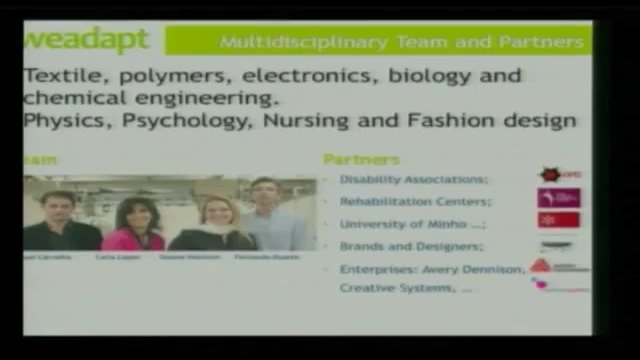 weadapt
Multidisciplinary Team and Partners
Textile, polymers, electronics, biology and
chemical engineering.
Physics, Psychology, Nursing and Fashion design
eam
Partners
Disability Associations;
Rehabilitation Centers;
University of Minho ...;
Brands and Designers;
Enterprises: Avery Dennison,
Creative Systems, ...